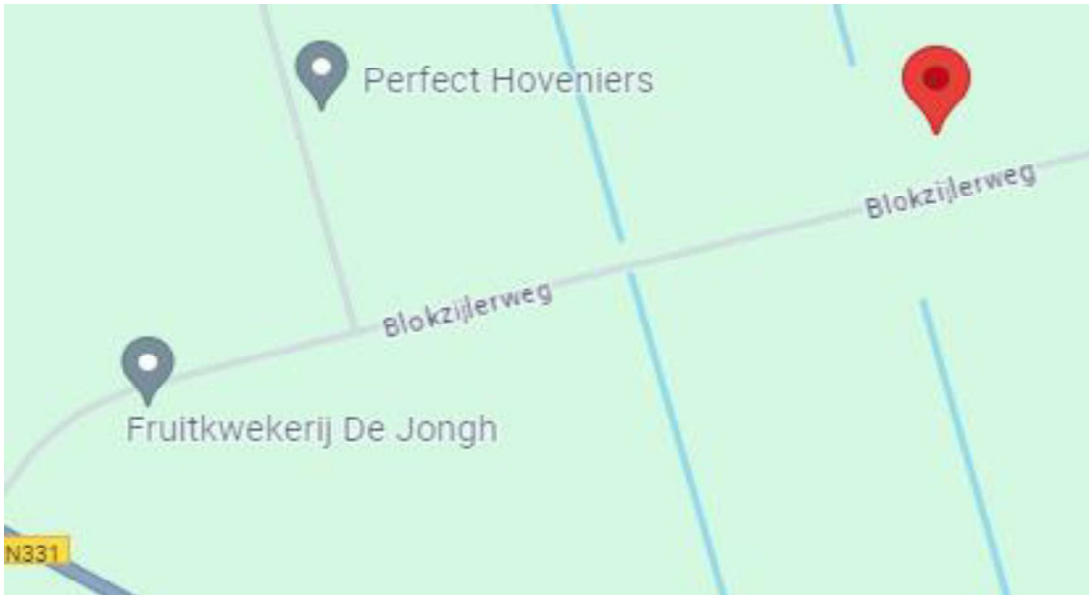 Perfect Hoveniers
Blokzijlerweg
Blokzijlerweg
Fruitkwekerij De Jongh
N331